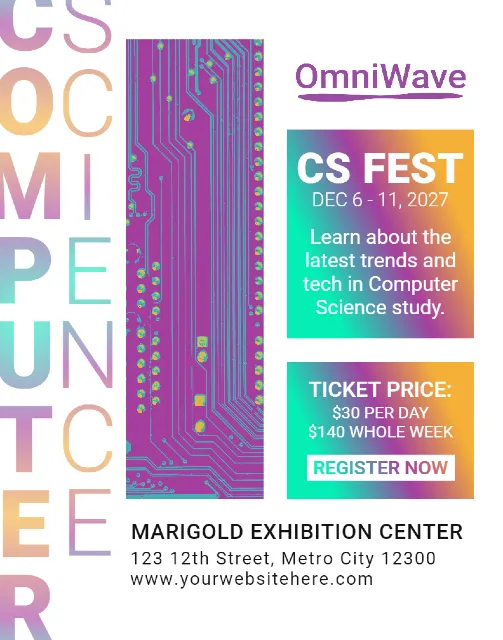 COMPUTER
SCIENCE
OmniWave
CS FEST
DEC 6 - 11, 2027
Learn about the
latest trends and
tech in Computer
Science study.
TICKET PRICE:
$30 PER DAY
$140 WHOLE WEEK
REGISTER NOW
MARIGOLD EXHIBITION CENTER
123 12th Street, Metro City 12300
www.yourwebsitehere.com